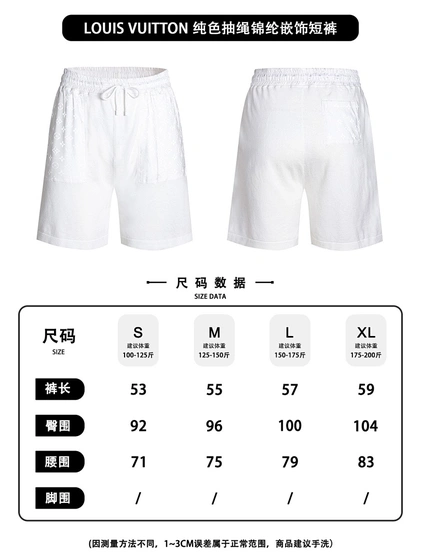 LOUIS VUITTON 纯色抽绳锦纶嵌饰短裤
尺码数据
SIZE DATA
尺码 S M L XL
SIZE 建议体重 建议体重 建议体重 建议体重
100-125斤 125-150斤 150-175斤 175-200斤
裤长 53 55 57 59
臀围 92 96 100 104
腰围 71 75 79 83
脚围 / / / /
(因测量方法不同，1~3CM误差属于正常范围，商品建议手洗)